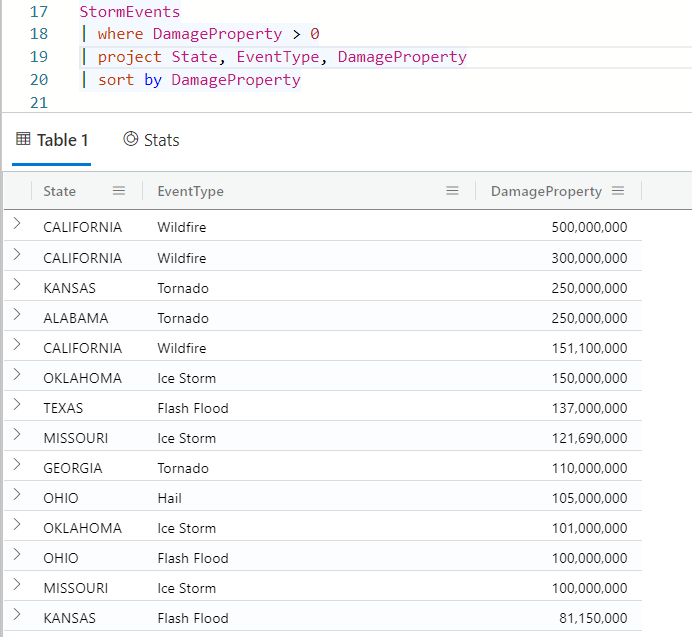 17 StormEvents
18 | where DamageProperty > 0
19 | project State, EventType, DamageProperty
20 | sort by DamageProperty
21
Table 1 Stats
State EventType DamageProperty
CALIFORNIA Wildfire 500,000,000
CALIFORNIA Wildfire 300,000,000
KANSAS Tornado 250,000,000
ALABAMA Tornado 250,000,000
CALIFORNIA Wildfire 151,100,000
OKLAHOMA Ice Storm 150,000,000
TEXAS Flash Flood 137,000,000
MISSOURI Ice Storm 121,690,000
GEORGIA Tornado 110,000,000
OHIO Hail 105,000,000
OKLAHOMA Ice Storm 101,000,000
OHIO Flash Flood 100,000,000
MISSOURI Ice Storm 100,000,000
KANSAS Flash Flood 81,150,000